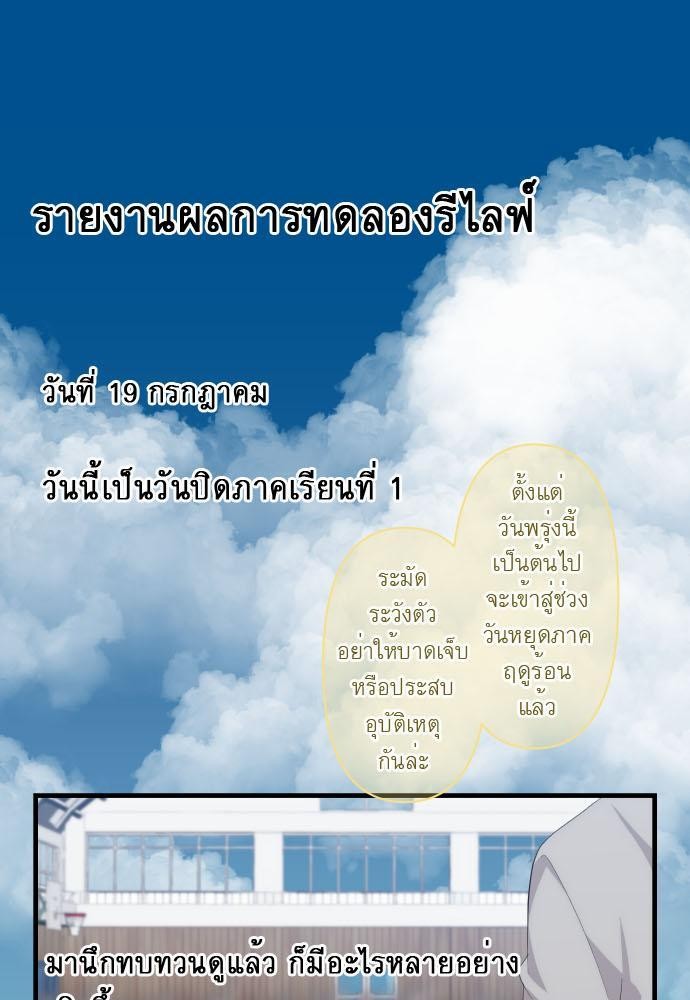 รายงานผลการทดลองรีไลฟ์
วันที่ 19 กรกฎาคม
วันนี้เป็นวันปิดภาคเรียนที่ 1
ตั้งแต่
วันพรุ่งนี้
เป็นต้นไป
จะเข้าสู่ช่วง
วันหยุดภาค
ฤดูร้อน
แล้ว
ระมัด
ระวังตัว
อย่าให้บาดเจ็บ
หรือประสบ
อุบัติเหตุ
กันล่ะ
มานึกทบทวนดูแล้ว ก็มีอะไรหลายอย่าง